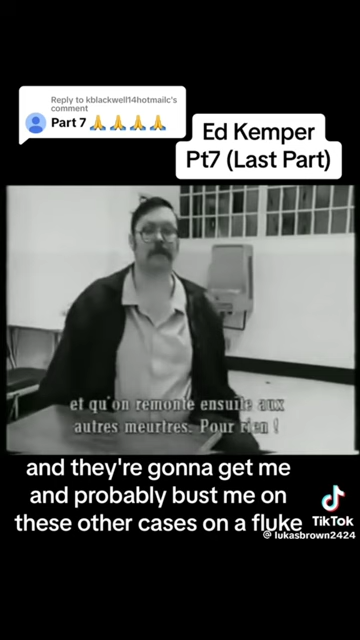 Reply to kblackwell14hotmailc's
comment
Part 7 🙏 🙏 🙏 🙏
Ed Kemper
Pt7 (Last Part)
et qu'on remonte ensuite aux
autres meurtres. Pour rien !
and they're gonna get me
and probably bust me on
these other cases on a fluke
TikTok
@lukasbrown2424